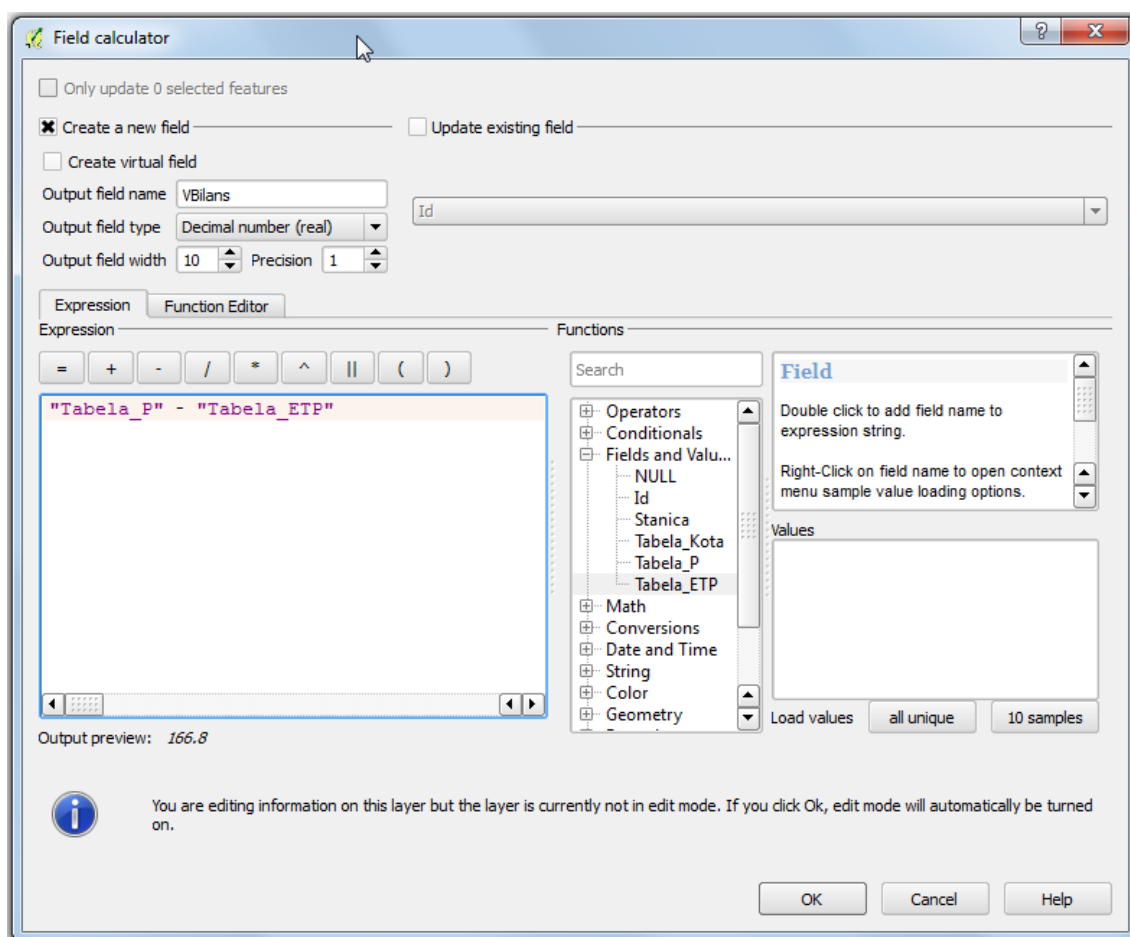 Field calculator
Only update 0 selected features
Create a new field
Update existing field
Create virtual field
Output field name VBilans
Id
Output field type Decimal number (real)
Output field width 10 Precision 1
Expression Function Editor
Expression
Functions
= + - / * ^ || ( )
"Tabela_P" - "Tabela_ETP"
Output preview: 166.8
Search
Operators
Conditionals
Fields and Valu...
NULL
Id
Stanica
Tabela_Kota
Tabela_P
Tabela_ETP
Math
Conversions
Date and Time
String
Color
Geometry
Field
Double click to add field name to
expression string.
Right-Click on field name to open context
menu sample value loading options.
Values
Load values all unique 10 samples
You are editing information on this layer but the layer is currently not in edit mode. If you click Ok, edit mode will automatically be turned
on.
OK Cancel Help